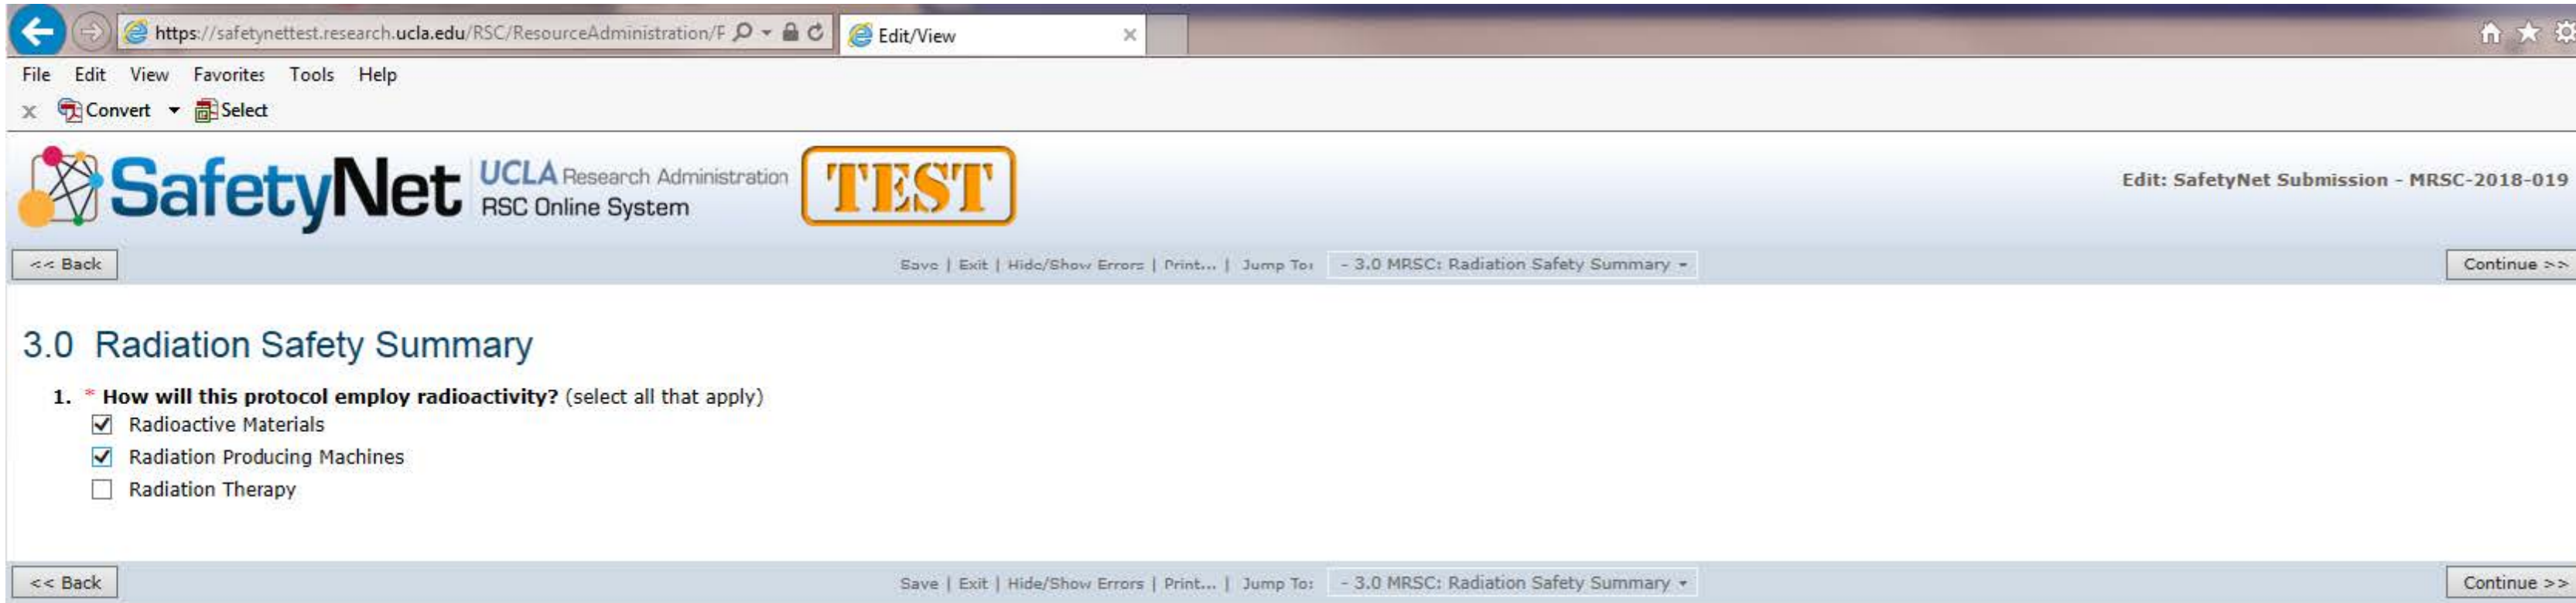 https://safetynettest.research.ucla.edu/RSC/ResourceAdministration/F
Edit/View
File Edit View Favorites Tools Help
x Convert Select
SafetyNet UCLA Research Administration
RSC Online System
TEST
Edit: SafetyNet Submission - MRSC-2018-019
<< Back Save | Exit | Hide/Show Errors | Print... | Jump To: - 3.0 MRSC: Radiation Safety Summary - Continue >>
3.0 Radiation Safety Summary
1. * How will this protocol employ radioactivity? (select all that apply)
Radioactive Materials
Radiation Producing Machines
Radiation Therapy
<< Back Save | Exit | Hide/Show Errors | Print... | Jump To: - 3.0 MRSC: Radiation Safety Summary Continue >>